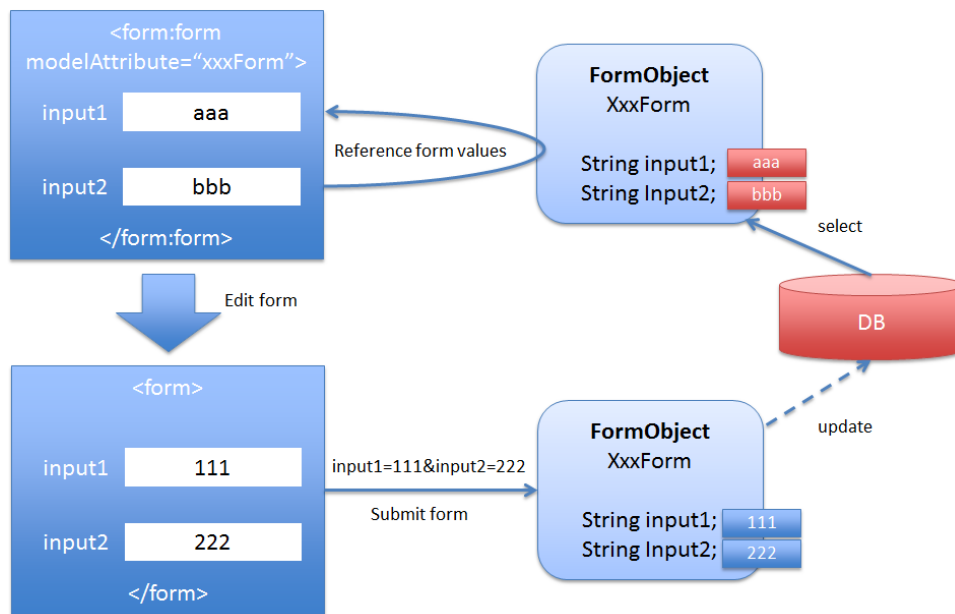 <form:form
modelAttribute=“xxxForm”>
input1
aaa
input2
bbb
</form:form>
Reference form values
FormObject
XxxForm
String input1;
aaa
String Input2;
bbb
select
DB
Edit form
<form>
input1
111
input2
222
</form>
input1=111&input2=222
Submit form
FormObject
XxxForm
String input1;
111
String Input2;
222
update